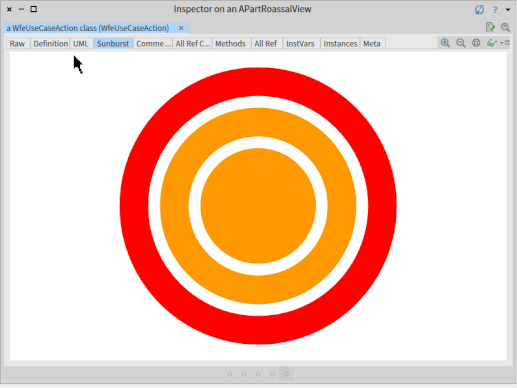 Inspector on an APartRoassalView
?
a WfeUseCaseAction class (WfeUseCaseAction) ×
Raw Definition UML Sunburst Comme ... All Ref C... Methods All Ref InstVars Instances Meta